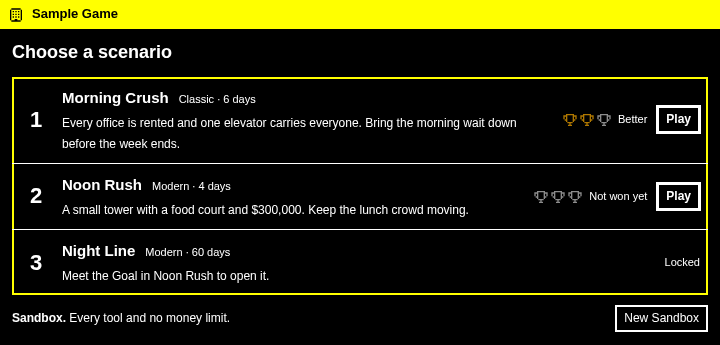 Sample Game
Choose a scenario
1
Morning Crush Classic · 6 days
Every office is rented and one elevator carries everyone. Bring the morning wait down
before the week ends.
Better
Play
2
Noon Rush Modern · 4 days
A small tower with a food court and $300,000. Keep the lunch crowd moving.
Not won yet
Play
3
Night Line Modern · 60 days
Meet the Goal in Noon Rush to open it.
Locked
Sandbox. Every tool and no money limit.
New Sandbox